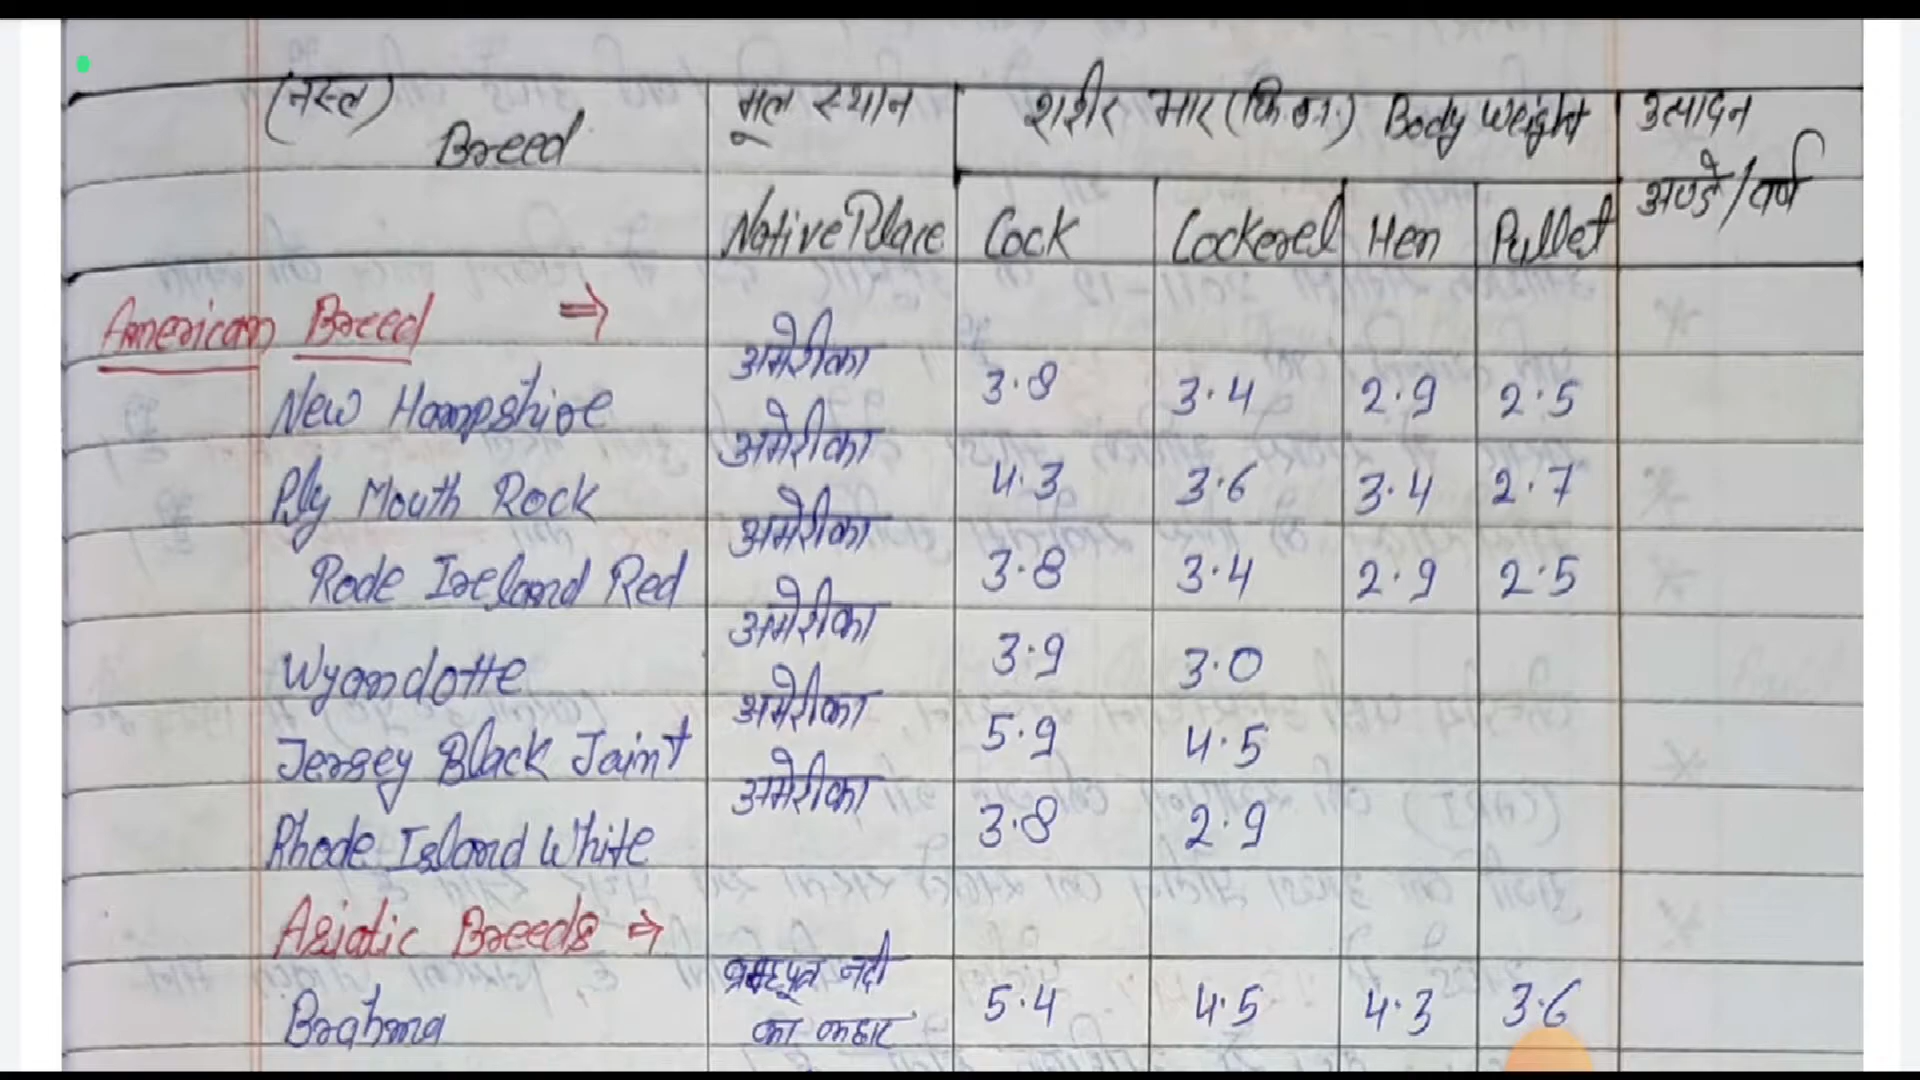 (नस्ल) मूल स्थान शरीर भार (कि.ग्रा.) Body Weight उत्पादन
Breed अण्डे/वर्ष
Native Place Cock Cockerel Hen Pullet
American Breed ⇒
New Hampshire अमेरीका 3.8 3.4 2.9 2.5
Ply Mouth Rock अमेरीका 4.3 3.6 3.4 2.7
Rode Ireland Red अमेरीका 3.8 3.4 2.9 2.5
Wyandotte अमेरीका 3.9 3.0
Jersey Black Jaint अमेरीका 5.9 4.5
Rhode Island White अमेरीका 3.8 2.9
Asiatic Breeds ⇒
Brahma नदी 5.4 4.5 4.3 3.6
का